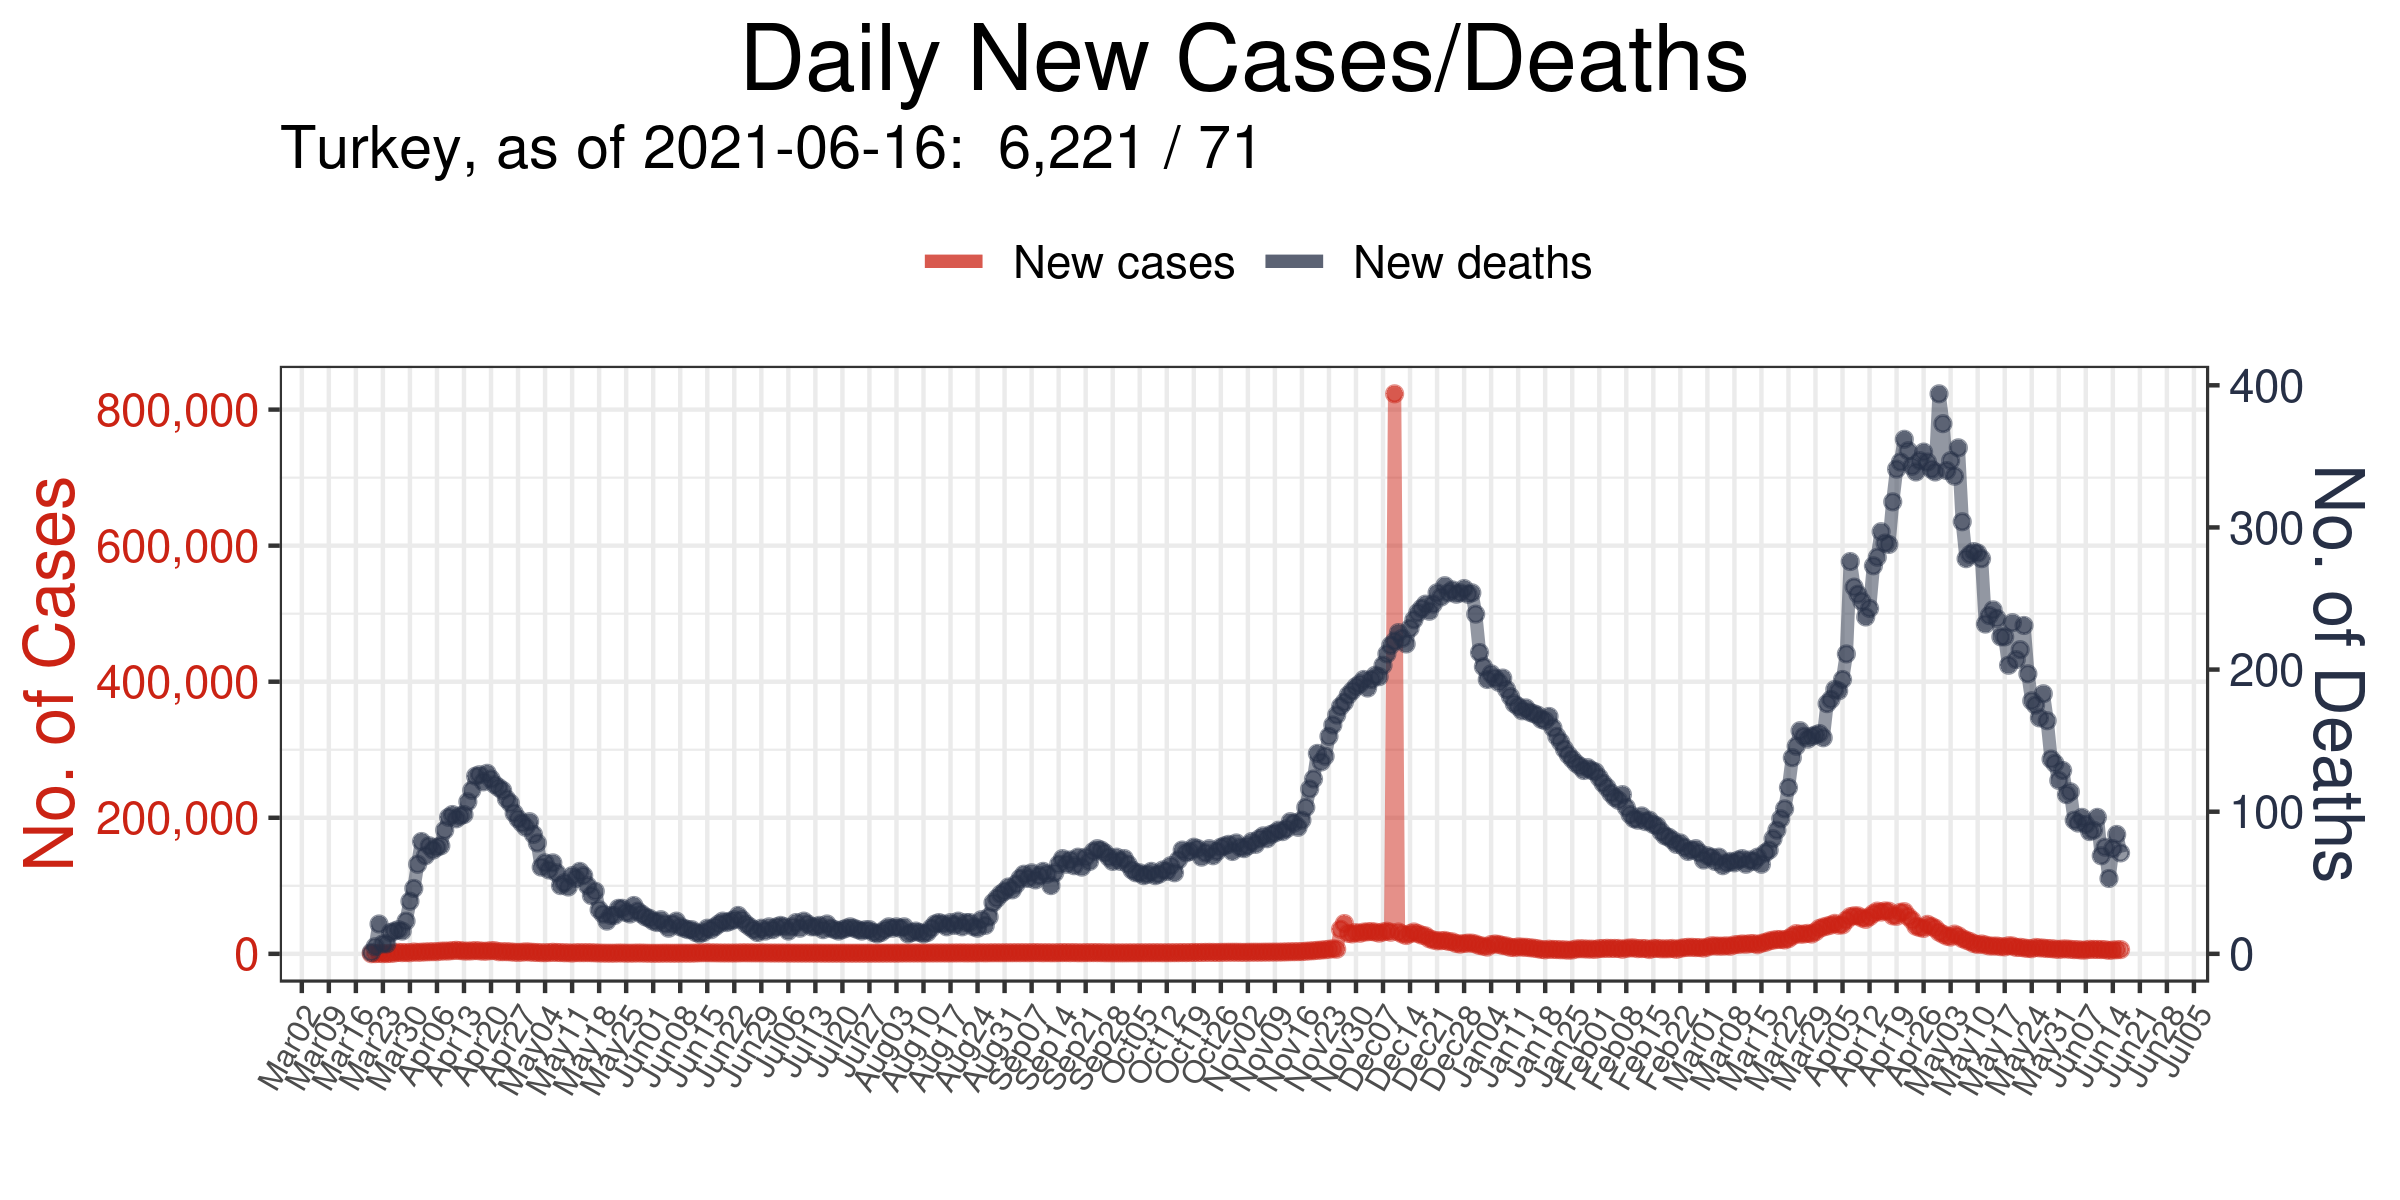 Daily New Cases/Deaths
Turkey, as of 2021-06-16:  6,221 / 71
New cases
New deaths
No. of Cases
800,000
600,000
400,000
200,000
0
400
300
200
100
0
No. of Deaths
Mar02
Mar09
Mar16
Mar23
Mar30
Apr06
Apr13
Apr20
Apr27
May04
May11
May18
May25
Jun01
Jun08
Jun15
Jun22
Jun29
Jul06
Jul13
Jul20
Jul27
Aug03
Aug10
Aug17
Aug24
Aug31
Sep07
Sep14
Sep21
Sep28
Oct05
Oct12
Oct19
Oct26
Nov02
Nov09
Nov16
Nov23
Nov30
Dec07
Dec14
Dec21
Dec28
Jan04
Jan11
Jan18
Jan25
Feb01
Feb08
Feb15
Feb22
Mar01
Mar08
Mar15
Mar22
Mar29
Apr05
Apr12
Apr19
Apr26
May03
May10
May17
May24
May31
Jun07
Jun14
Jun21
Jun28
Jul05